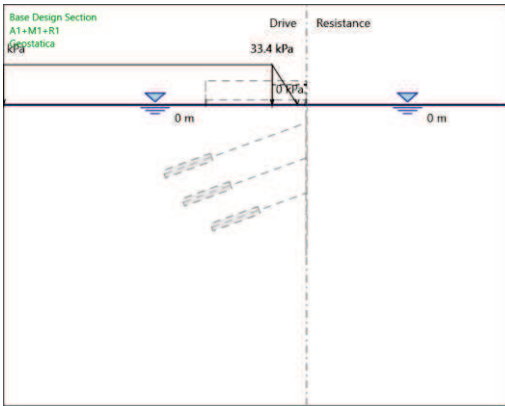 Base Design Section
A1+M1+R1
Geostatica
Drive
Resistance
kPa
33.4 kPa
0 kPa
0 m
0 m